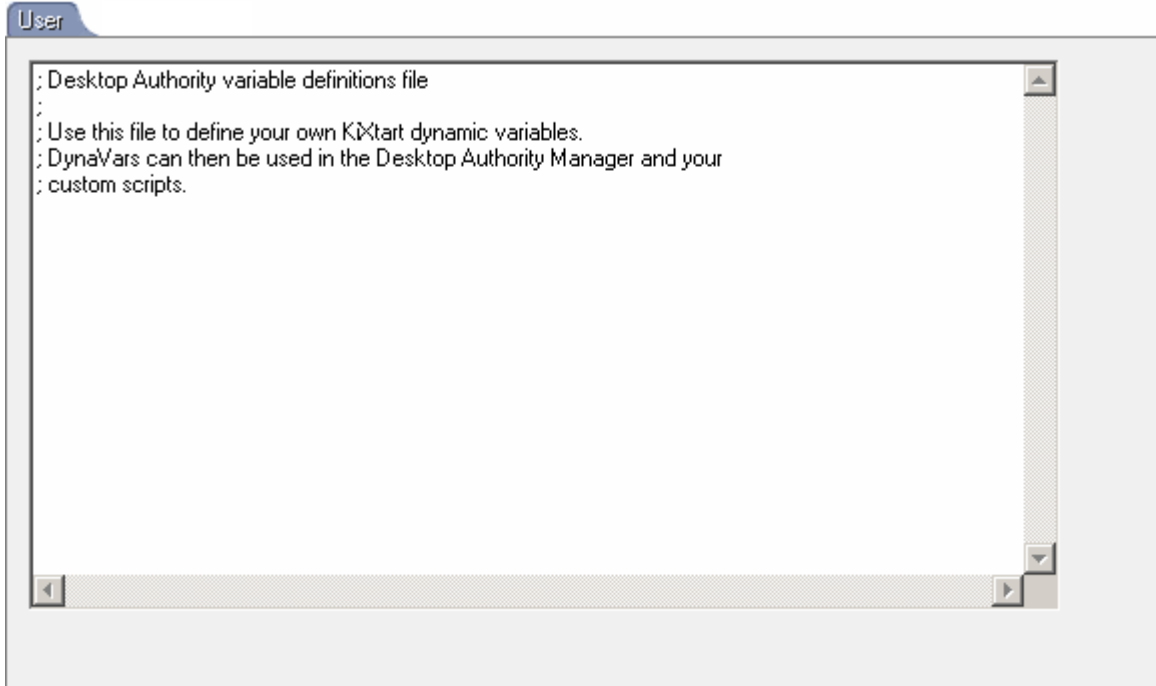 User
; Desktop Authority variable definitions file
;
; Use this file to define your own KiXtart dynamic variables.
; DynaVars can then be used in the Desktop Authority Manager and your
; custom scripts.